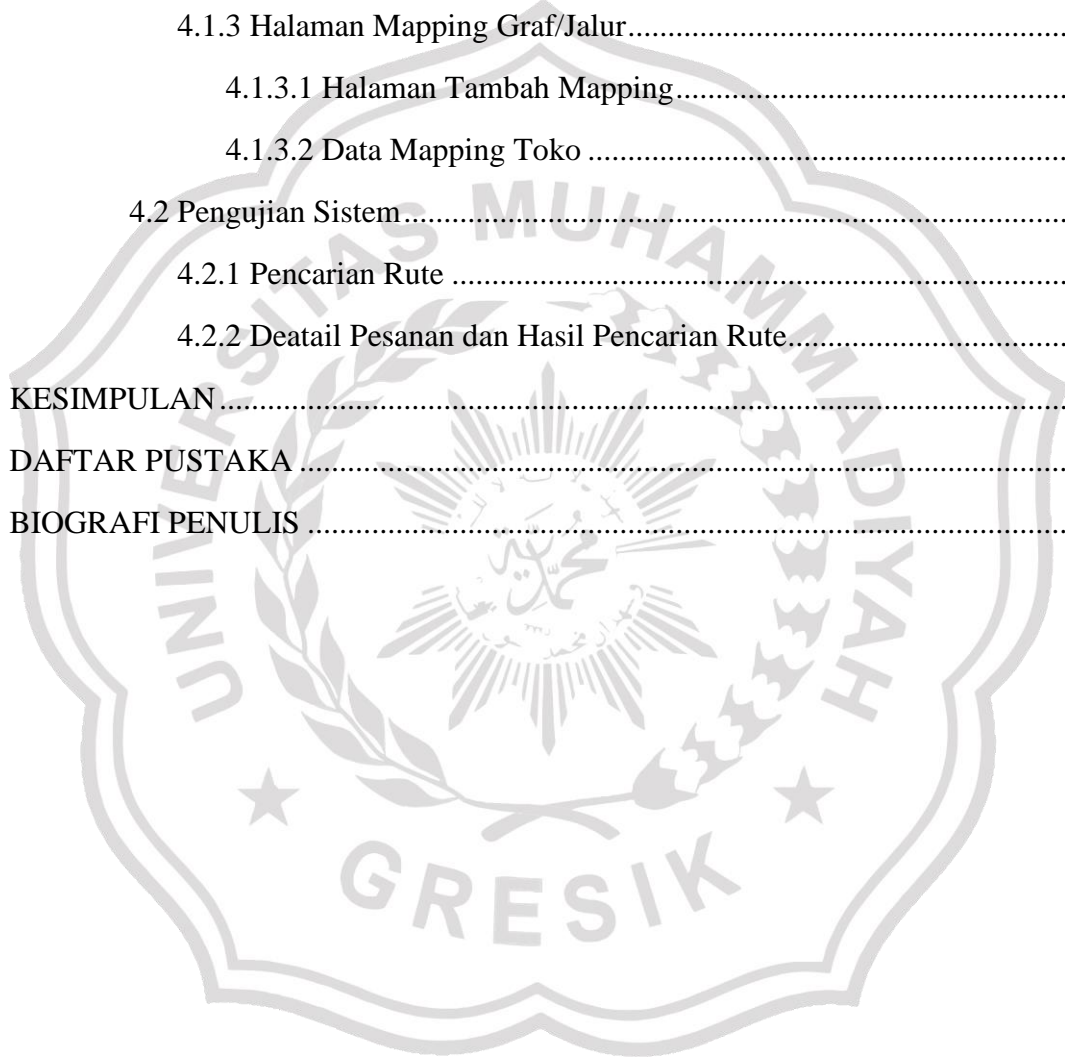 4.1.3 Halaman Mapping Graf/Jalur
4.1.3.1 Halaman Tambah Mapping
4.1.3.2 Data Mapping Toko
4.2 Pengujian Sistem
4.2.1 Pencarian Rute
4.2.2 Deatail Pesanan dan Hasil Pencarian Rute
KESIMPULAN
DAFTAR PUSTAKA
BIOGRAFI PENULIS
UNIVERSITAS MUHAMMADIYAH
GRESIK